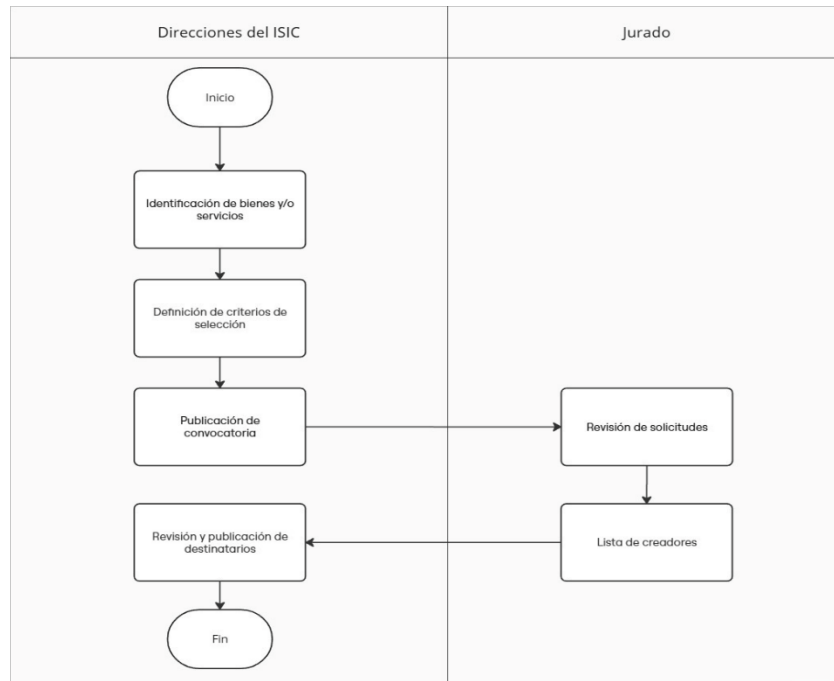 Direcciones del ISIC
Jurado
Inicio
Identificación de bienes y/o
servicios
Definición de criterios de
selección
Publicación de
convocatoria
Revisión de solicitudes
Lista de creadores
Revisión y publicación de
destinatarios
Fin